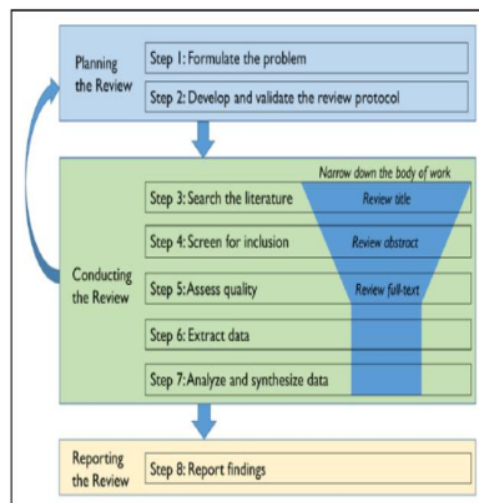 Planning
the Review
Step 1: Formulate the problem
Step 2: Develop and validate the review protocol
Narrow down the body of work
Conducting
the Review
Step 3: Search the literature
Review title
Step 4: Screen for inclusion
Review abstract
Step 5: Assess quality
Review full-text
Step 6: Extract data
Step 7: Analyze and synthesize data
Reporting
the Review
Step 8: Report findings